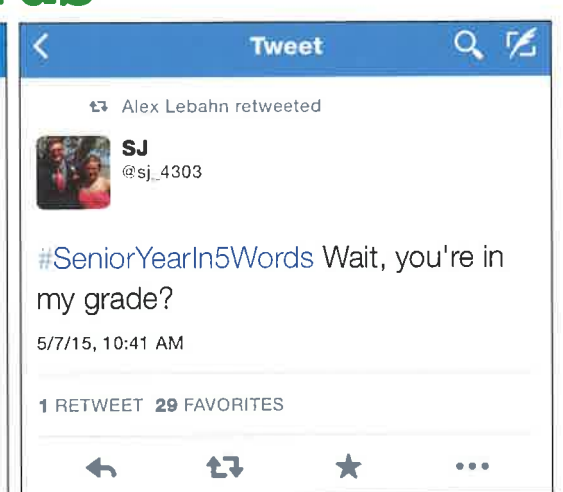 Tweet
Alex Lebahn retweeted
SJ
@sj_4303
#SeniorYearIn5Words Wait, you're in
my grade?
5/7/15, 10:41 AM
1 RETWEET 29 FAVORITES